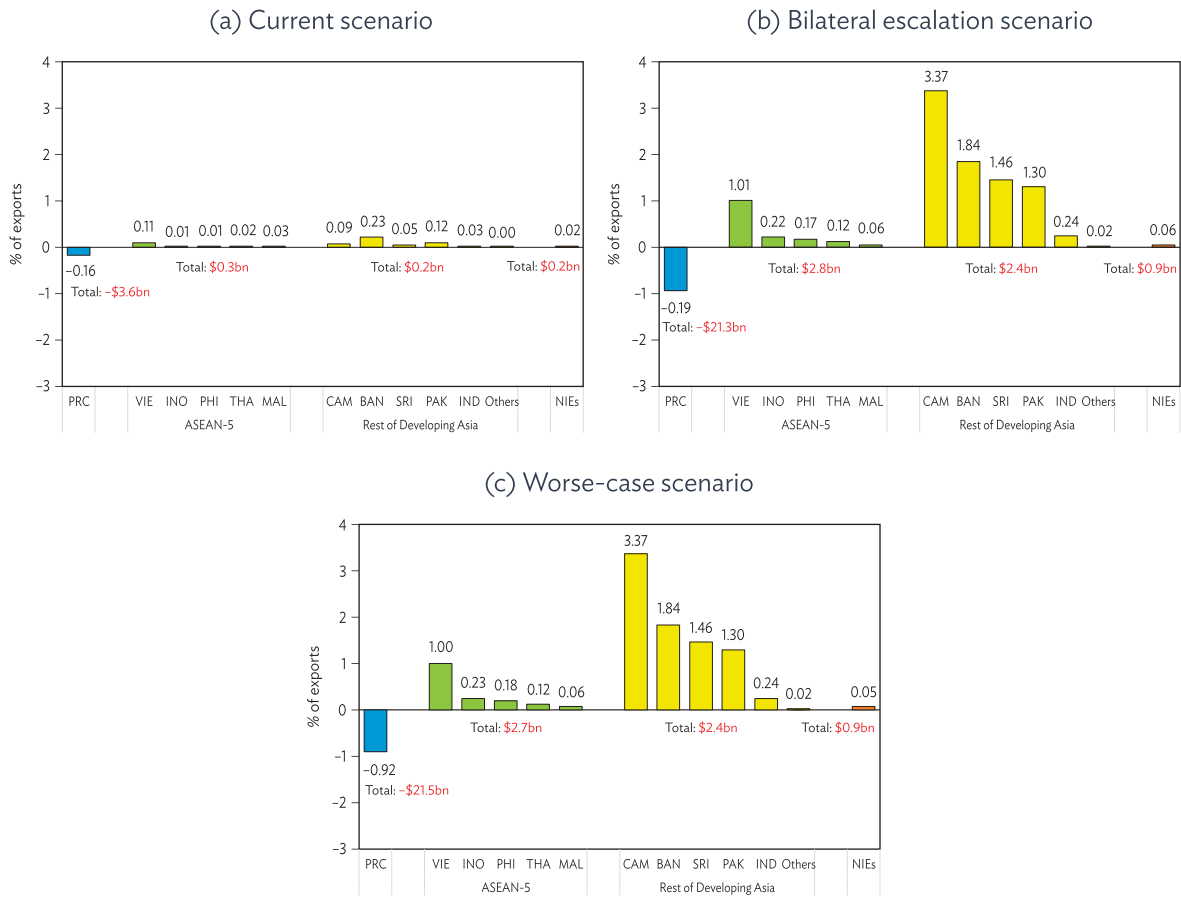 (a) Current scenario
4
3
2
1
0
–1
–2
–3
% of exports
–0.16
Total: –$3.6bn
0.11
0.01
0.01
0.02
0.03
Total: $0.3bn
0.09
0.23
0.05
0.12
0.03
0.00
Total: $0.2bn
0.02
Total: $0.2bn
PRC
VIE
INO
PHI
THA
MAL
CAM
BAN
SRI
PAK
IND
Others
NIEs
ASEAN-5
Rest of Developing Asia
(b) Bilateral escalation scenario
4
3
2
1
0
–1
–2
–3
% of exports
–0.19
Total: –$21.3bn
1.01
0.22
0.17
0.12
0.06
Total: $2.8bn
3.37
1.84
1.46
1.30
0.24
0.02
Total: $2.4bn
0.06
Total: $0.9bn
PRC
VIE
INO
PHI
THA
MAL
CAM
BAN
SRI
PAK
IND
Others
NIEs
ASEAN-5
Rest of Developing Asia
(c) Worse-case scenario
4
3
2
1
0
–1
–2
–3
% of exports
–0.92
Total: –$21.5bn
1.00
0.23
0.18
0.12
0.06
Total: $2.7bn
3.37
1.84
1.46
1.30
0.24
0.02
Total: $2.4bn
0.05
Total: $0.9bn
PRC
VIE
INO
PHI
THA
MAL
CAM
BAN
SRI
PAK
IND
Others
NIEs
ASEAN-5
Rest of Developing Asia